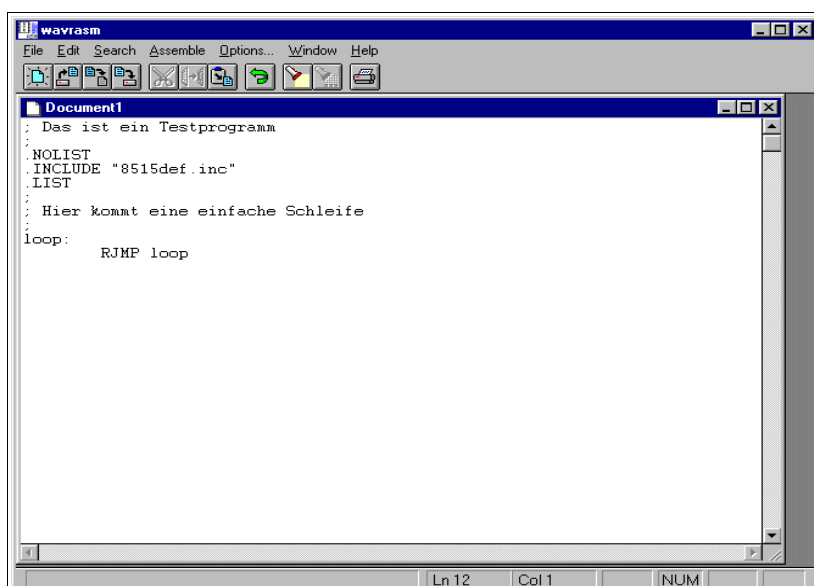 wavrasm
File Edit Search Assemble Options... Window Help
Document1
; Das ist ein Testprogramm
;
.NOLIST
.INCLUDE "8515def.inc"
.LIST
;
; Hier kommt eine einfache Schleife
;
loop:
RJMP loop
Ln 12 Col 1 NUM